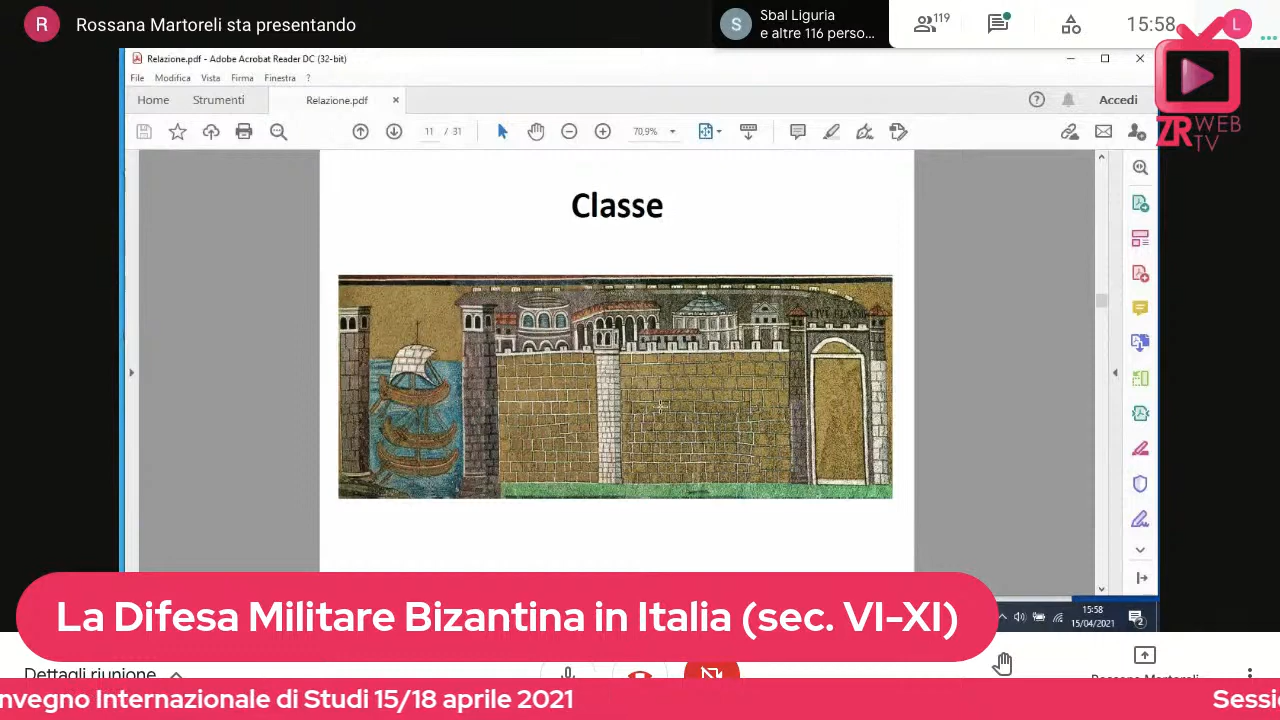 R Rossana Martoreli sta presentando
S Sbal Liguria
e altre 116 perso...
119
15:58
L
ZR WEB
TV
Relazione.pdf - Adobe Acrobat Reader DC (32-bit)
File Modifica Vista Firma Finestra ?
Home Strumenti Relazione.pdf × Accedi
11 / 31 70,9%
Classe
La Difesa Militare Bizantina in Italia (sec. VI-XI)
15:58
15/04/2021
2
Dettagli riunione
nvegno Internazionale di Studi 15/18 aprile 2021
Sessio